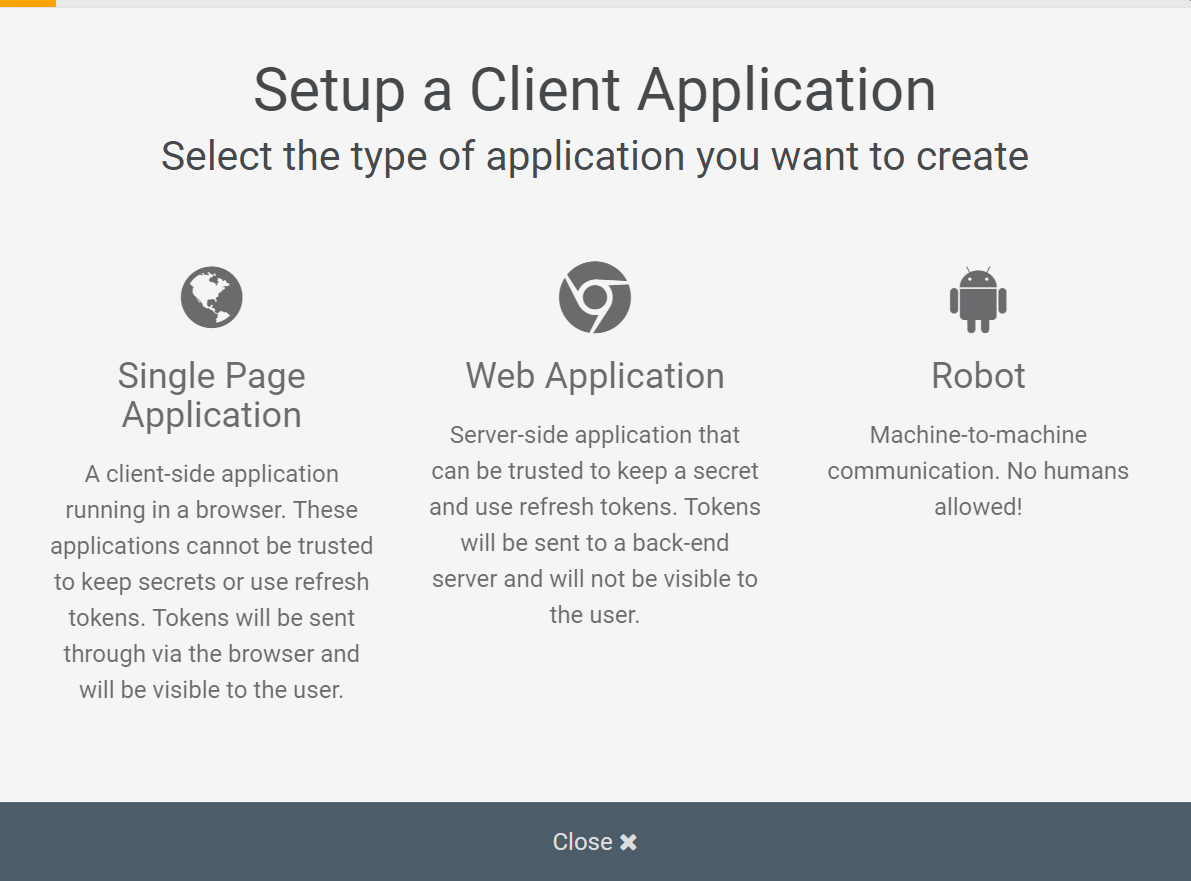 Setup a Client Application
Select the type of application you want to create
Single Page
Application
A client-side application
running in a browser. These
applications cannot be trusted
to keep secrets or use refresh
tokens. Tokens will be sent
through via the browser and
will be visible to the user.
Web Application
Server-side application that
can be trusted to keep a secret
and use refresh tokens. Tokens
will be sent to a back-end
server and will not be visible to
the user.
Robot
Machine-to-machine
communication. No humans
allowed!
Close ✖